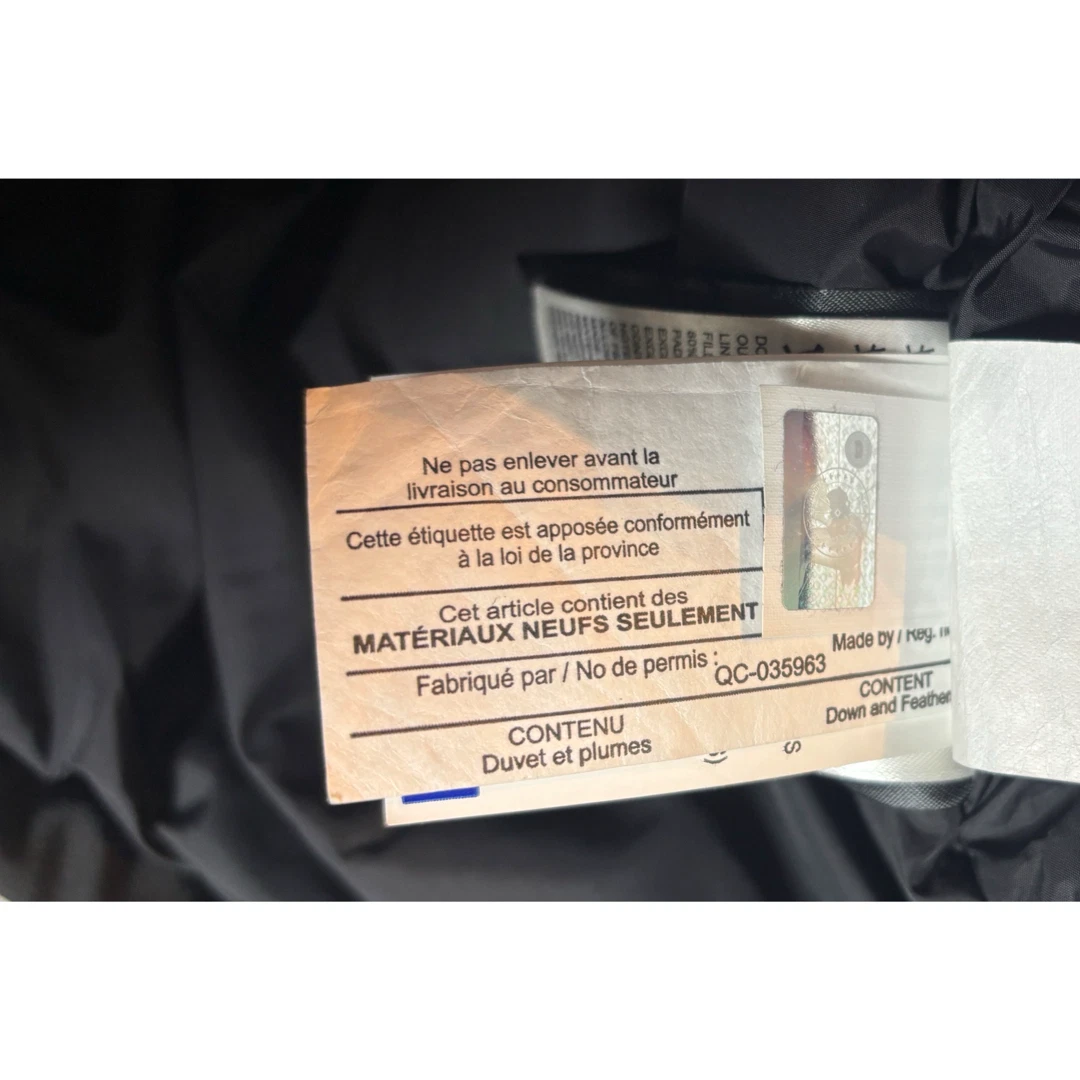 Ne pas enlever avant la
livraison au consommateur
Cette étiquette est apposée conformément
à la loi de la province
Cet article contient des
MATÉRIAUX NEUFS SEULEMENT
Fabriqué par / No de permis :
QC-035963
Made by / Reg.
CONTENU
Duvet et plumes
CONTENT
Down and Feather